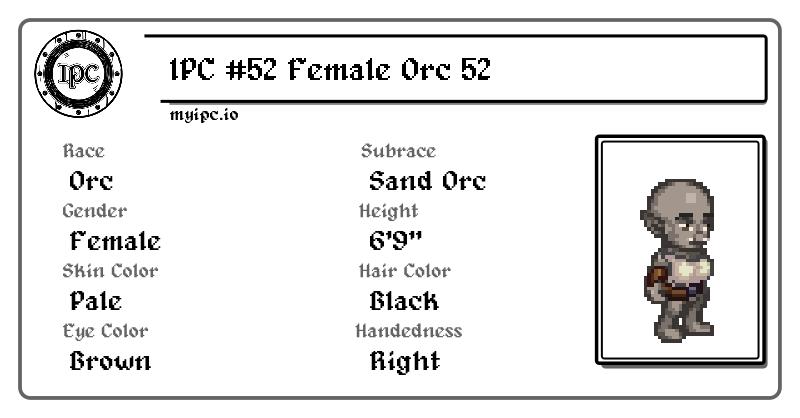 IPC
IPC #52 Female Orc 52
myipc.io
Race
Orc
Subrace
Sand Orc
Gender
Female
Height
6'9"
Skin Color
Pale
Hair Color
Black
Eye Color
Brown
Handedness
Right